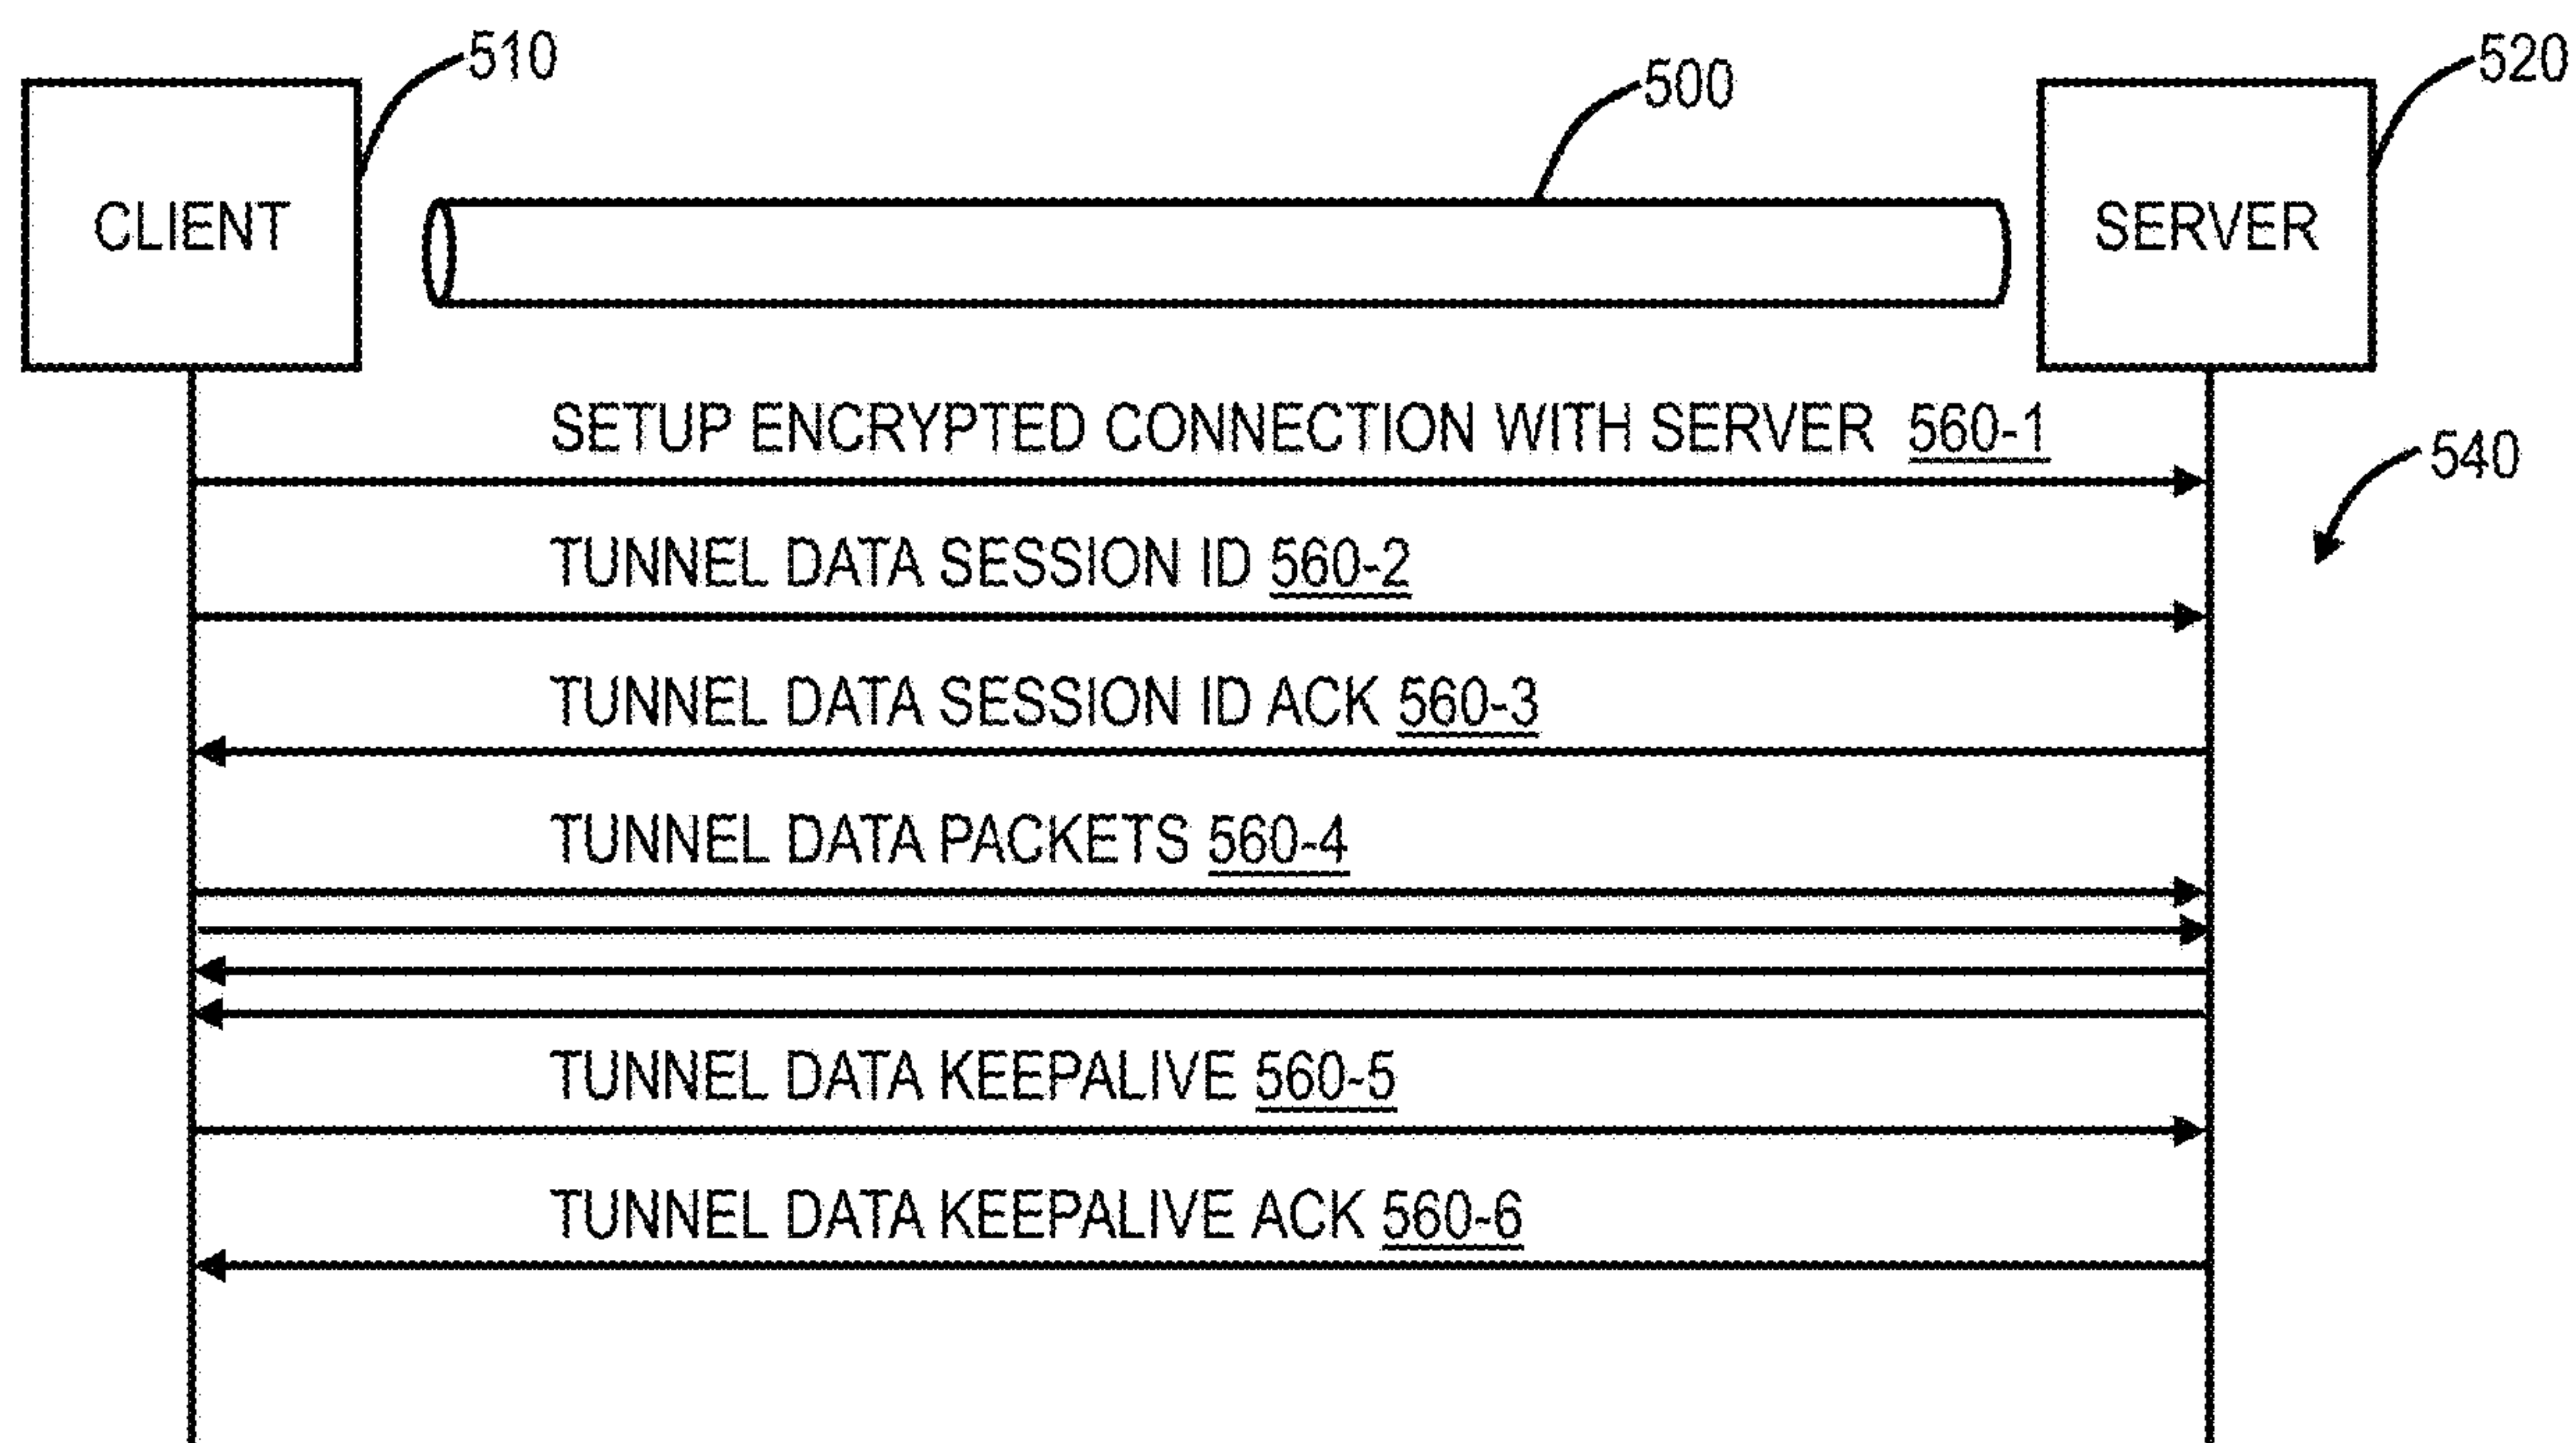 510
500
520
CLIENT
SERVER
SETUP ENCRYPTED CONNECTION WITH SERVER 560-1
540
TUNNEL DATA SESSION ID 560-2
TUNNEL DATA SESSION ID ACK 560-3
TUNNEL DATA PACKETS 560-4
TUNNEL DATA KEEPALIVE 560-5
TUNNEL DATA KEEPALIVE ACK 560-6